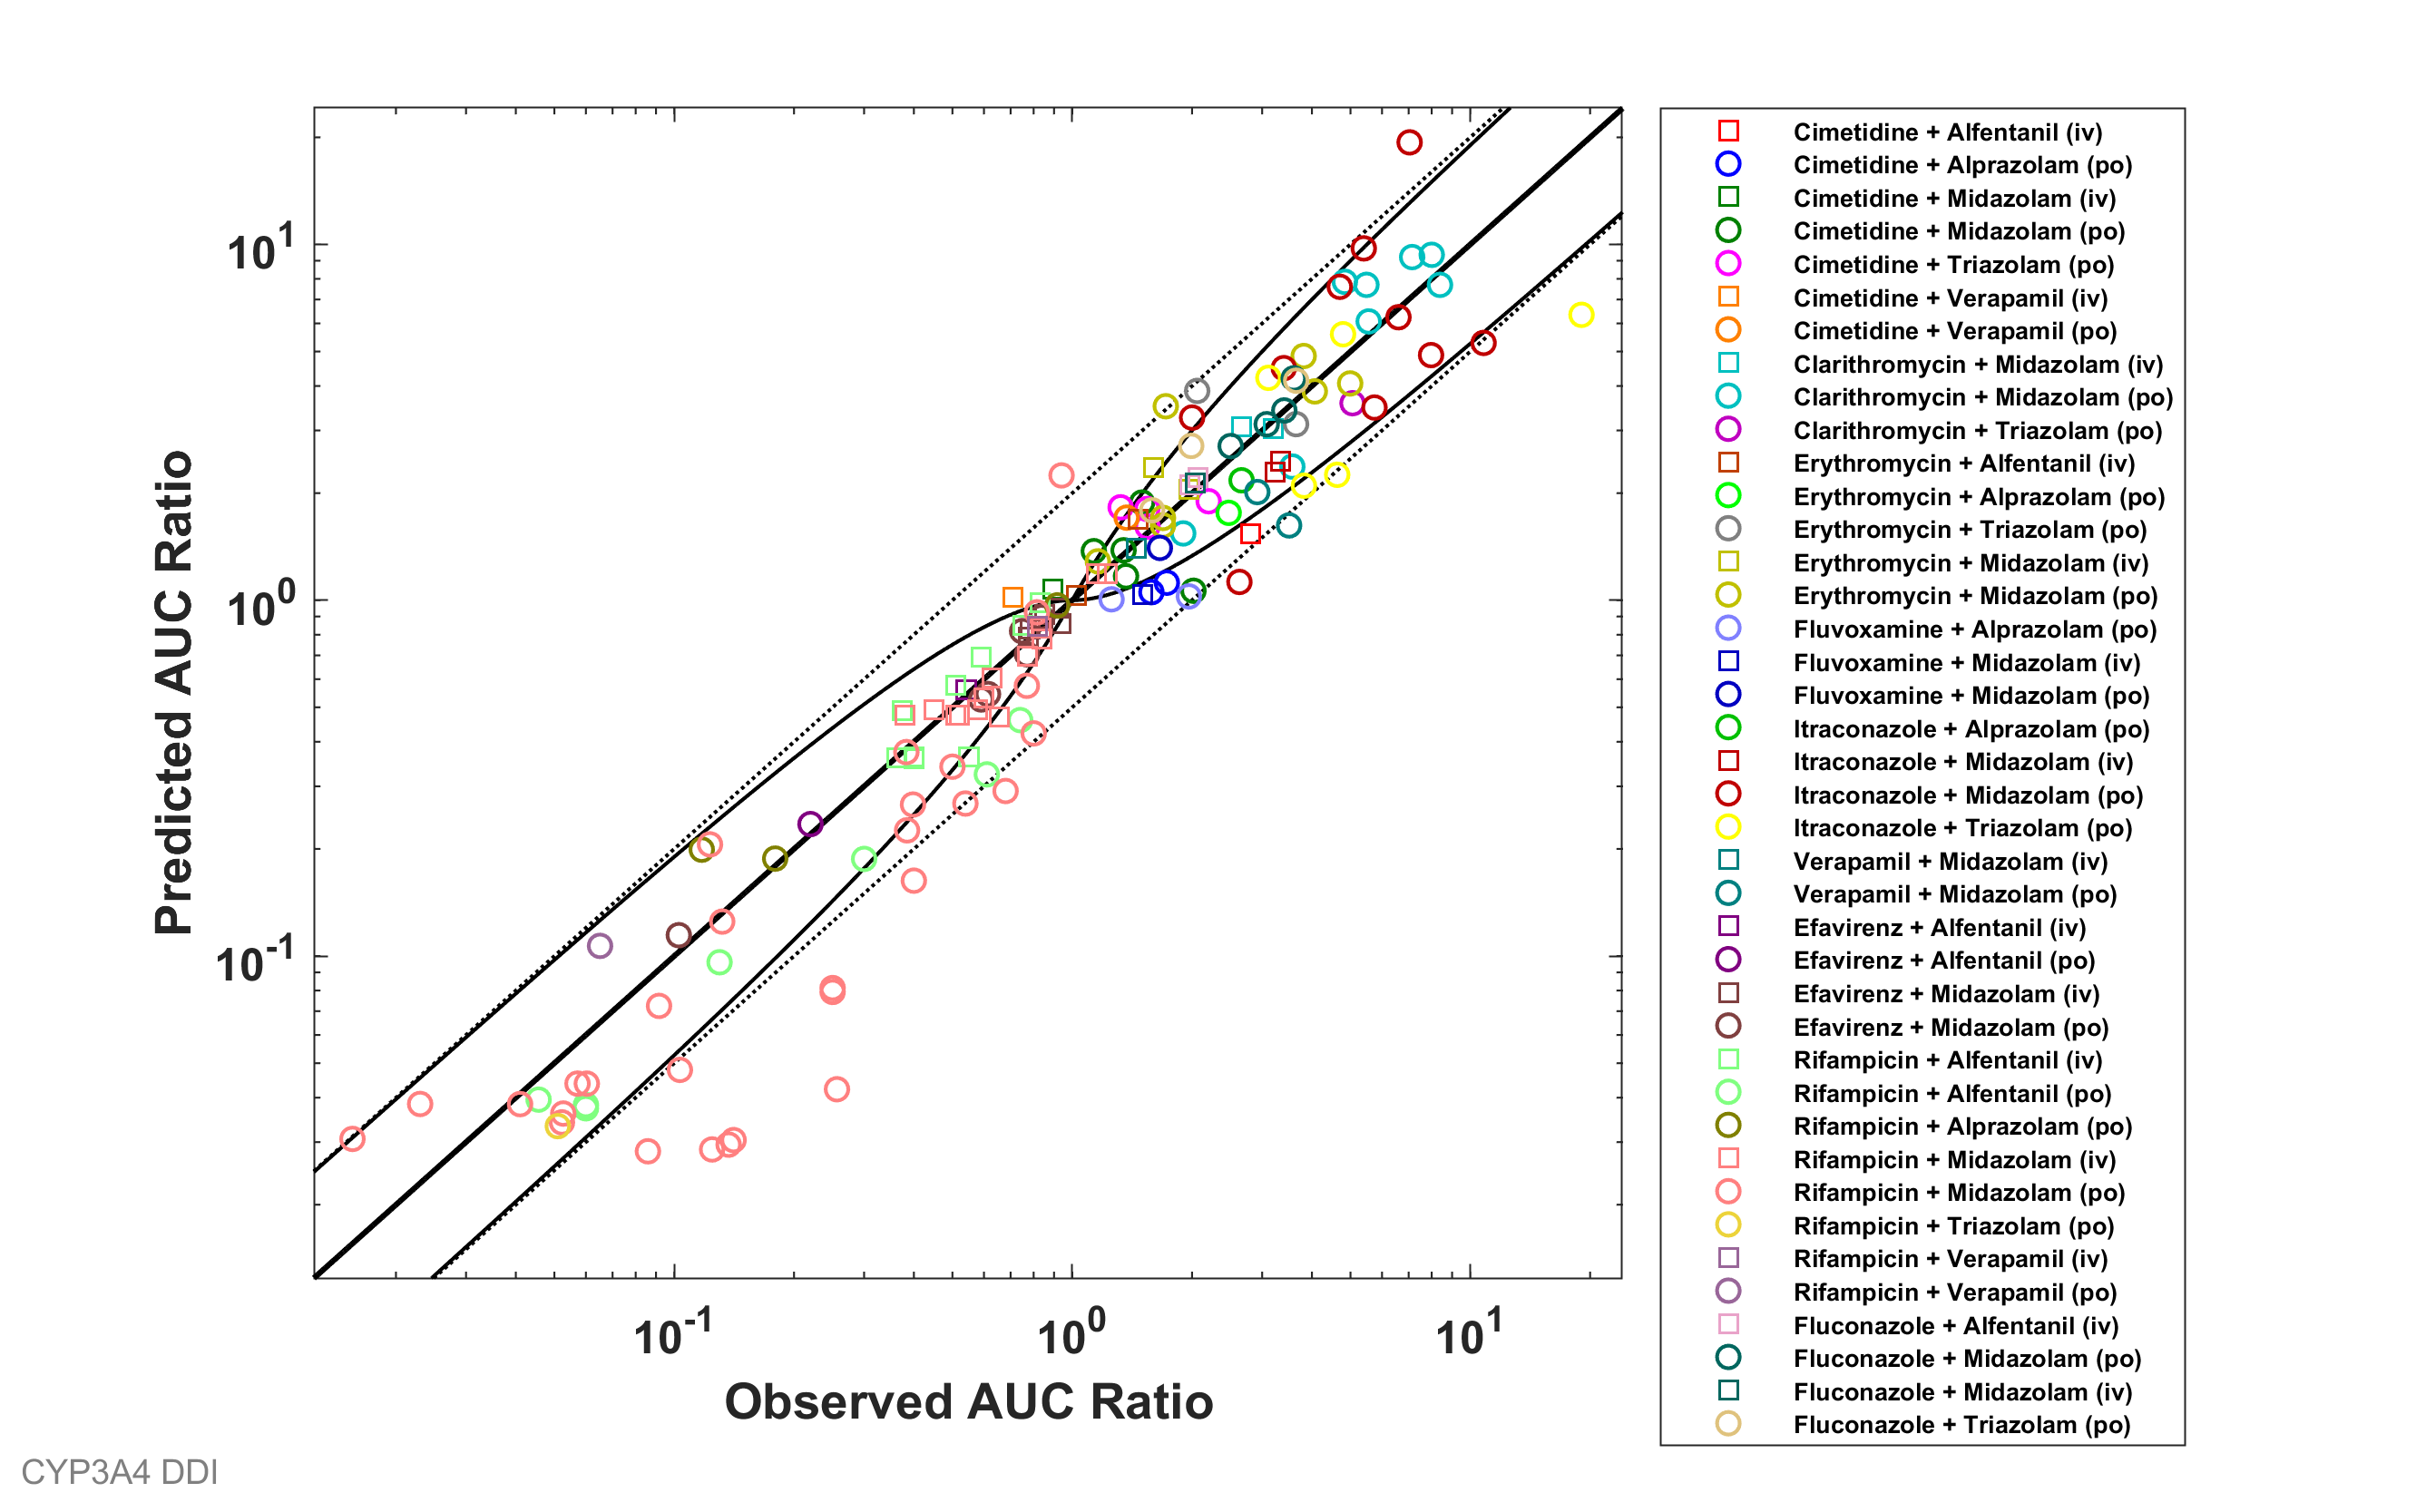 10^1
10^0
10^-1
Predicted AUC Ratio
10^-1
10^0
10^1
Observed AUC Ratio
Cimetidine + Alfentanil (iv)
Cimetidine + Alprazolam (po)
Cimetidine + Midazolam (iv)
Cimetidine + Midazolam (po)
Cimetidine + Triazolam (po)
Cimetidine + Verapamil (iv)
Cimetidine + Verapamil (po)
Clarithromycin + Midazolam (iv)
Clarithromycin + Midazolam (po)
Clarithromycin + Triazolam (po)
Erythromycin + Alfentanil (iv)
Erythromycin + Alprazolam (po)
Erythromycin + Triazolam (po)
Erythromycin + Midazolam (iv)
Erythromycin + Midazolam (po)
Fluvoxamine + Alprazolam (po)
Fluvoxamine + Midazolam (iv)
Fluvoxamine + Midazolam (po)
Itraconazole + Alprazolam (po)
Itraconazole + Midazolam (iv)
Itraconazole + Midazolam (po)
Itraconazole + Triazolam (po)
Verapamil + Midazolam (iv)
Verapamil + Midazolam (po)
Efavirenz + Alfentanil (iv)
Efavirenz + Alfentanil (po)
Efavirenz + Midazolam (iv)
Efavirenz + Midazolam (po)
Rifampicin + Alfentanil (iv)
Rifampicin + Alfentanil (po)
Rifampicin + Alprazolam (po)
Rifampicin + Midazolam (iv)
Rifampicin + Midazolam (po)
Rifampicin + Triazolam (po)
Rifampicin + Verapamil (iv)
Rifampicin + Verapamil (po)
Fluconazole + Alfentanil (iv)
Fluconazole + Midazolam (po)
Fluconazole + Midazolam (iv)
Fluconazole + Triazolam (po)
CYP3A4 DDI